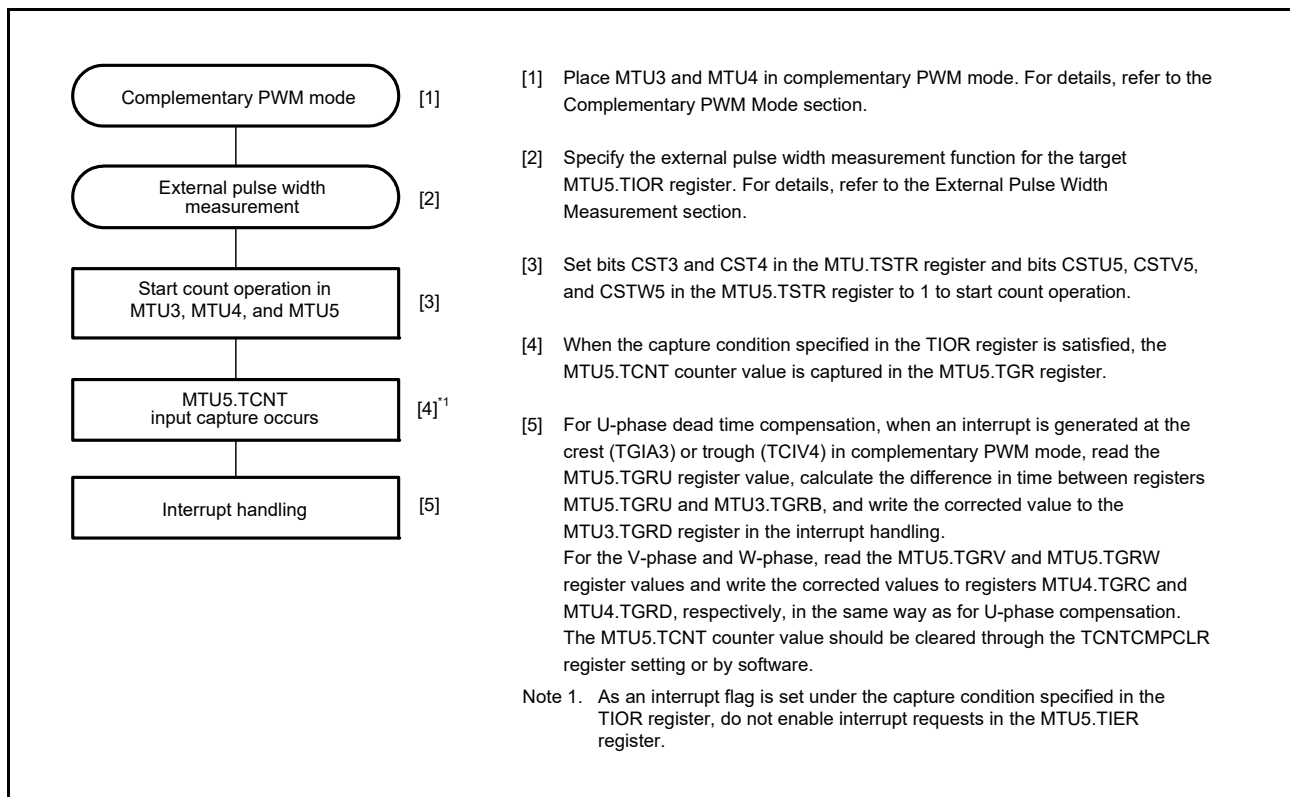 Complementary PWM mode
[1]
External pulse width
measurement
[2]
Start count operation in
MTU3, MTU4, and MTU5
[3]
MTU5.TCNT
input capture occurs
[4]*1
Interrupt handling
[5]
[1] Place MTU3 and MTU4 in complementary PWM mode. For details, refer to the
Complementary PWM Mode section.
[2] Specify the external pulse width measurement function for the target
MTU5.TIOR register. For details, refer to the External Pulse Width
Measurement section.
[3] Set bits CST3 and CST4 in the MTU.TSTR register and bits CSTU5, CSTV5,
and CSTW5 in the MTU5.TSTR register to 1 to start count operation.
[4] When the capture condition specified in the TIOR register is satisfied, the
MTU5.TCNT counter value is captured in the MTU5.TGR register.
[5] For U-phase dead time compensation, when an interrupt is generated at the
crest (TGIA3) or trough (TCIV4) in complementary PWM mode, read the
MTU5.TGRU register value, calculate the difference in time between registers
MTU5.TGRU and MTU3.TGRB, and write the corrected value to the
MTU3.TGRD register in the interrupt handling.
For the V-phase and W-phase, read the MTU5.TGRV and MTU5.TGRW
register values and write the corrected values to registers MTU4.TGRC and
MTU4.TGRD, respectively, in the same way as for U-phase compensation.
The MTU5.TCNT counter value should be cleared through the TCNTCMPCLR
register setting or by software.
Note 1. As an interrupt flag is set under the capture condition specified in the
TIOR register, do not enable interrupt requests in the MTU5.TIER
register.